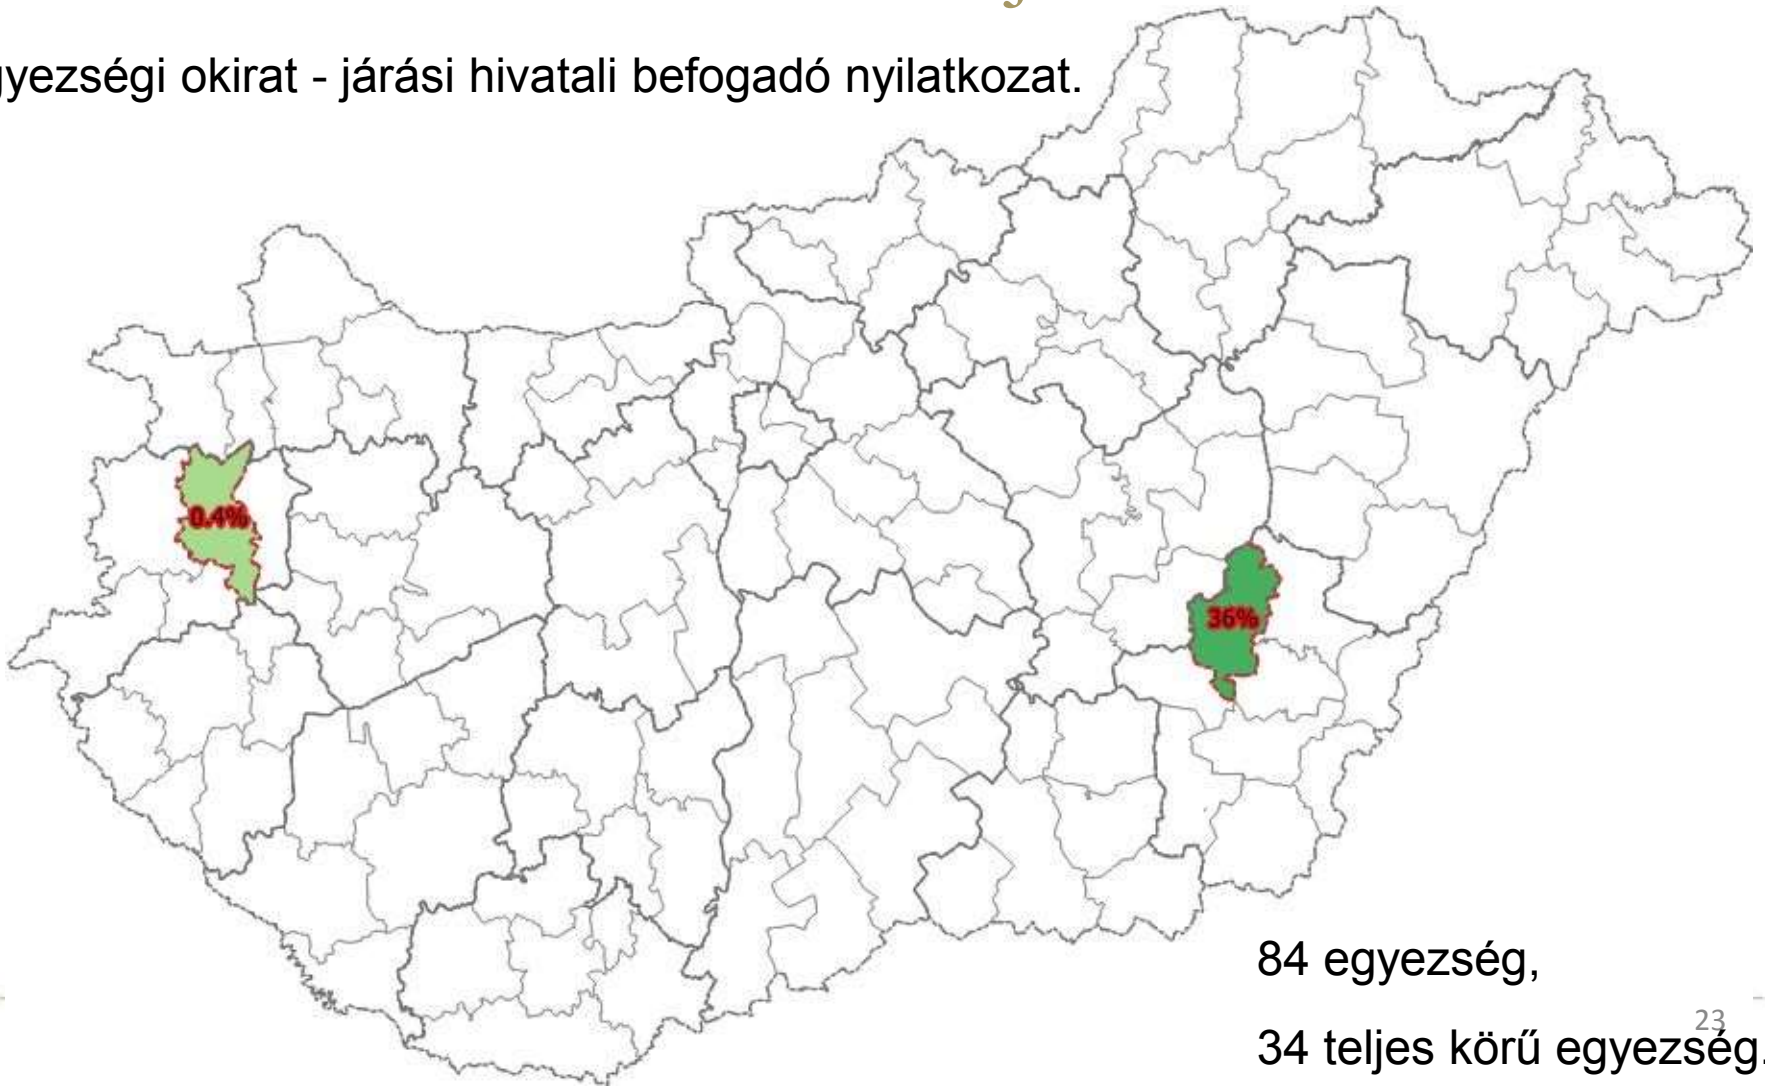 gyezségi okirat - járási hivatali befogadó nyilatkozat.
0.4%
36%
84 egyezség,
23
34 teljes körű egyezség.